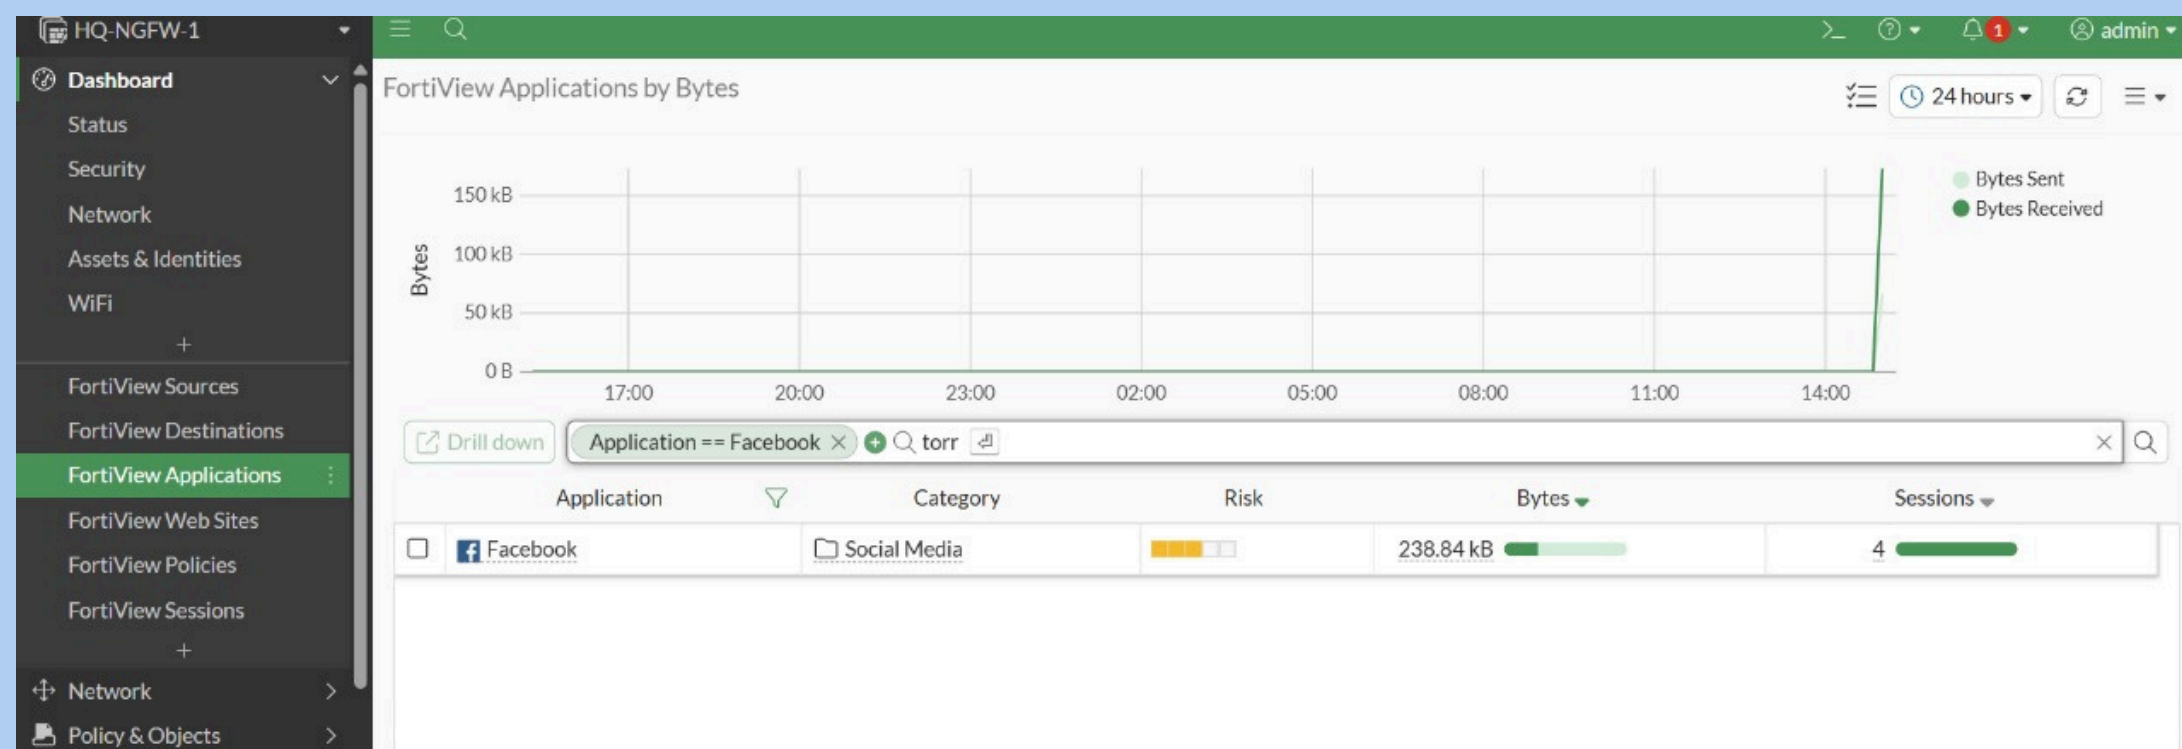 HQ-NGFW-1
1
admin
Dashboard
Status
Security
Network
Assets & Identities
WiFi
+
FortiView Sources
FortiView Destinations
FortiView Applications
FortiView Web Sites
FortiView Policies
FortiView Sessions
+
Network
Policy & Objects
FortiView Applications by Bytes
24 hours
Bytes
150 kB
100 kB
50 kB
0 B
17:00 20:00 23:00 02:00 05:00 08:00 11:00 14:00
Bytes Sent
Bytes Received
Drill down Application == Facebook torr
Application Category Risk Bytes Sessions
Facebook Social Media 238.84 kB 4